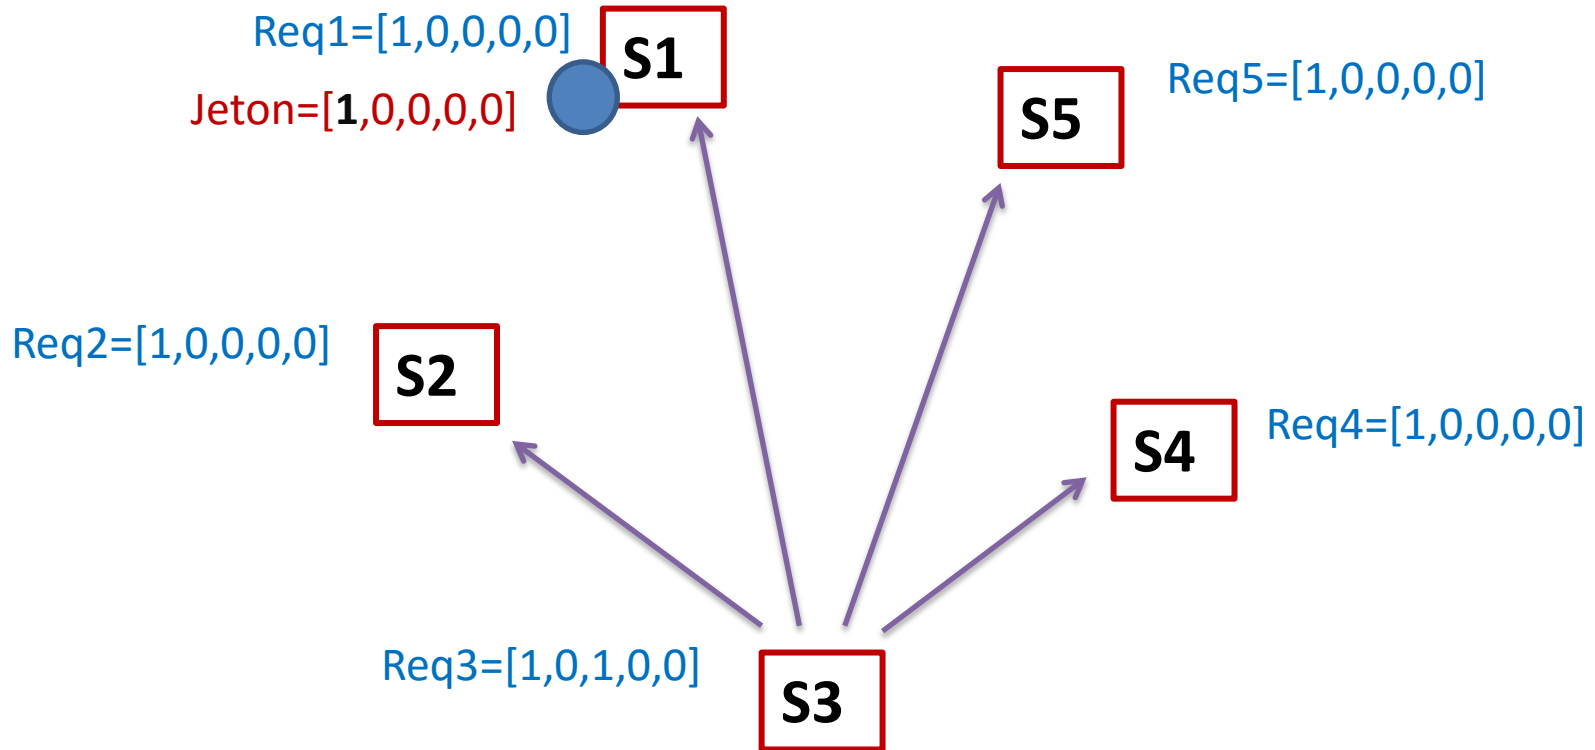 Req1=[1,0,0,0,0]
S1
Jeton=[1,0,0,0,0]
S5
Req5=[1,0,0,0,0]
Req2=[1,0,0,0,0]
S2
S4
Req4=[1,0,0,0,0]
Req3=[1,0,1,0,0]
S3